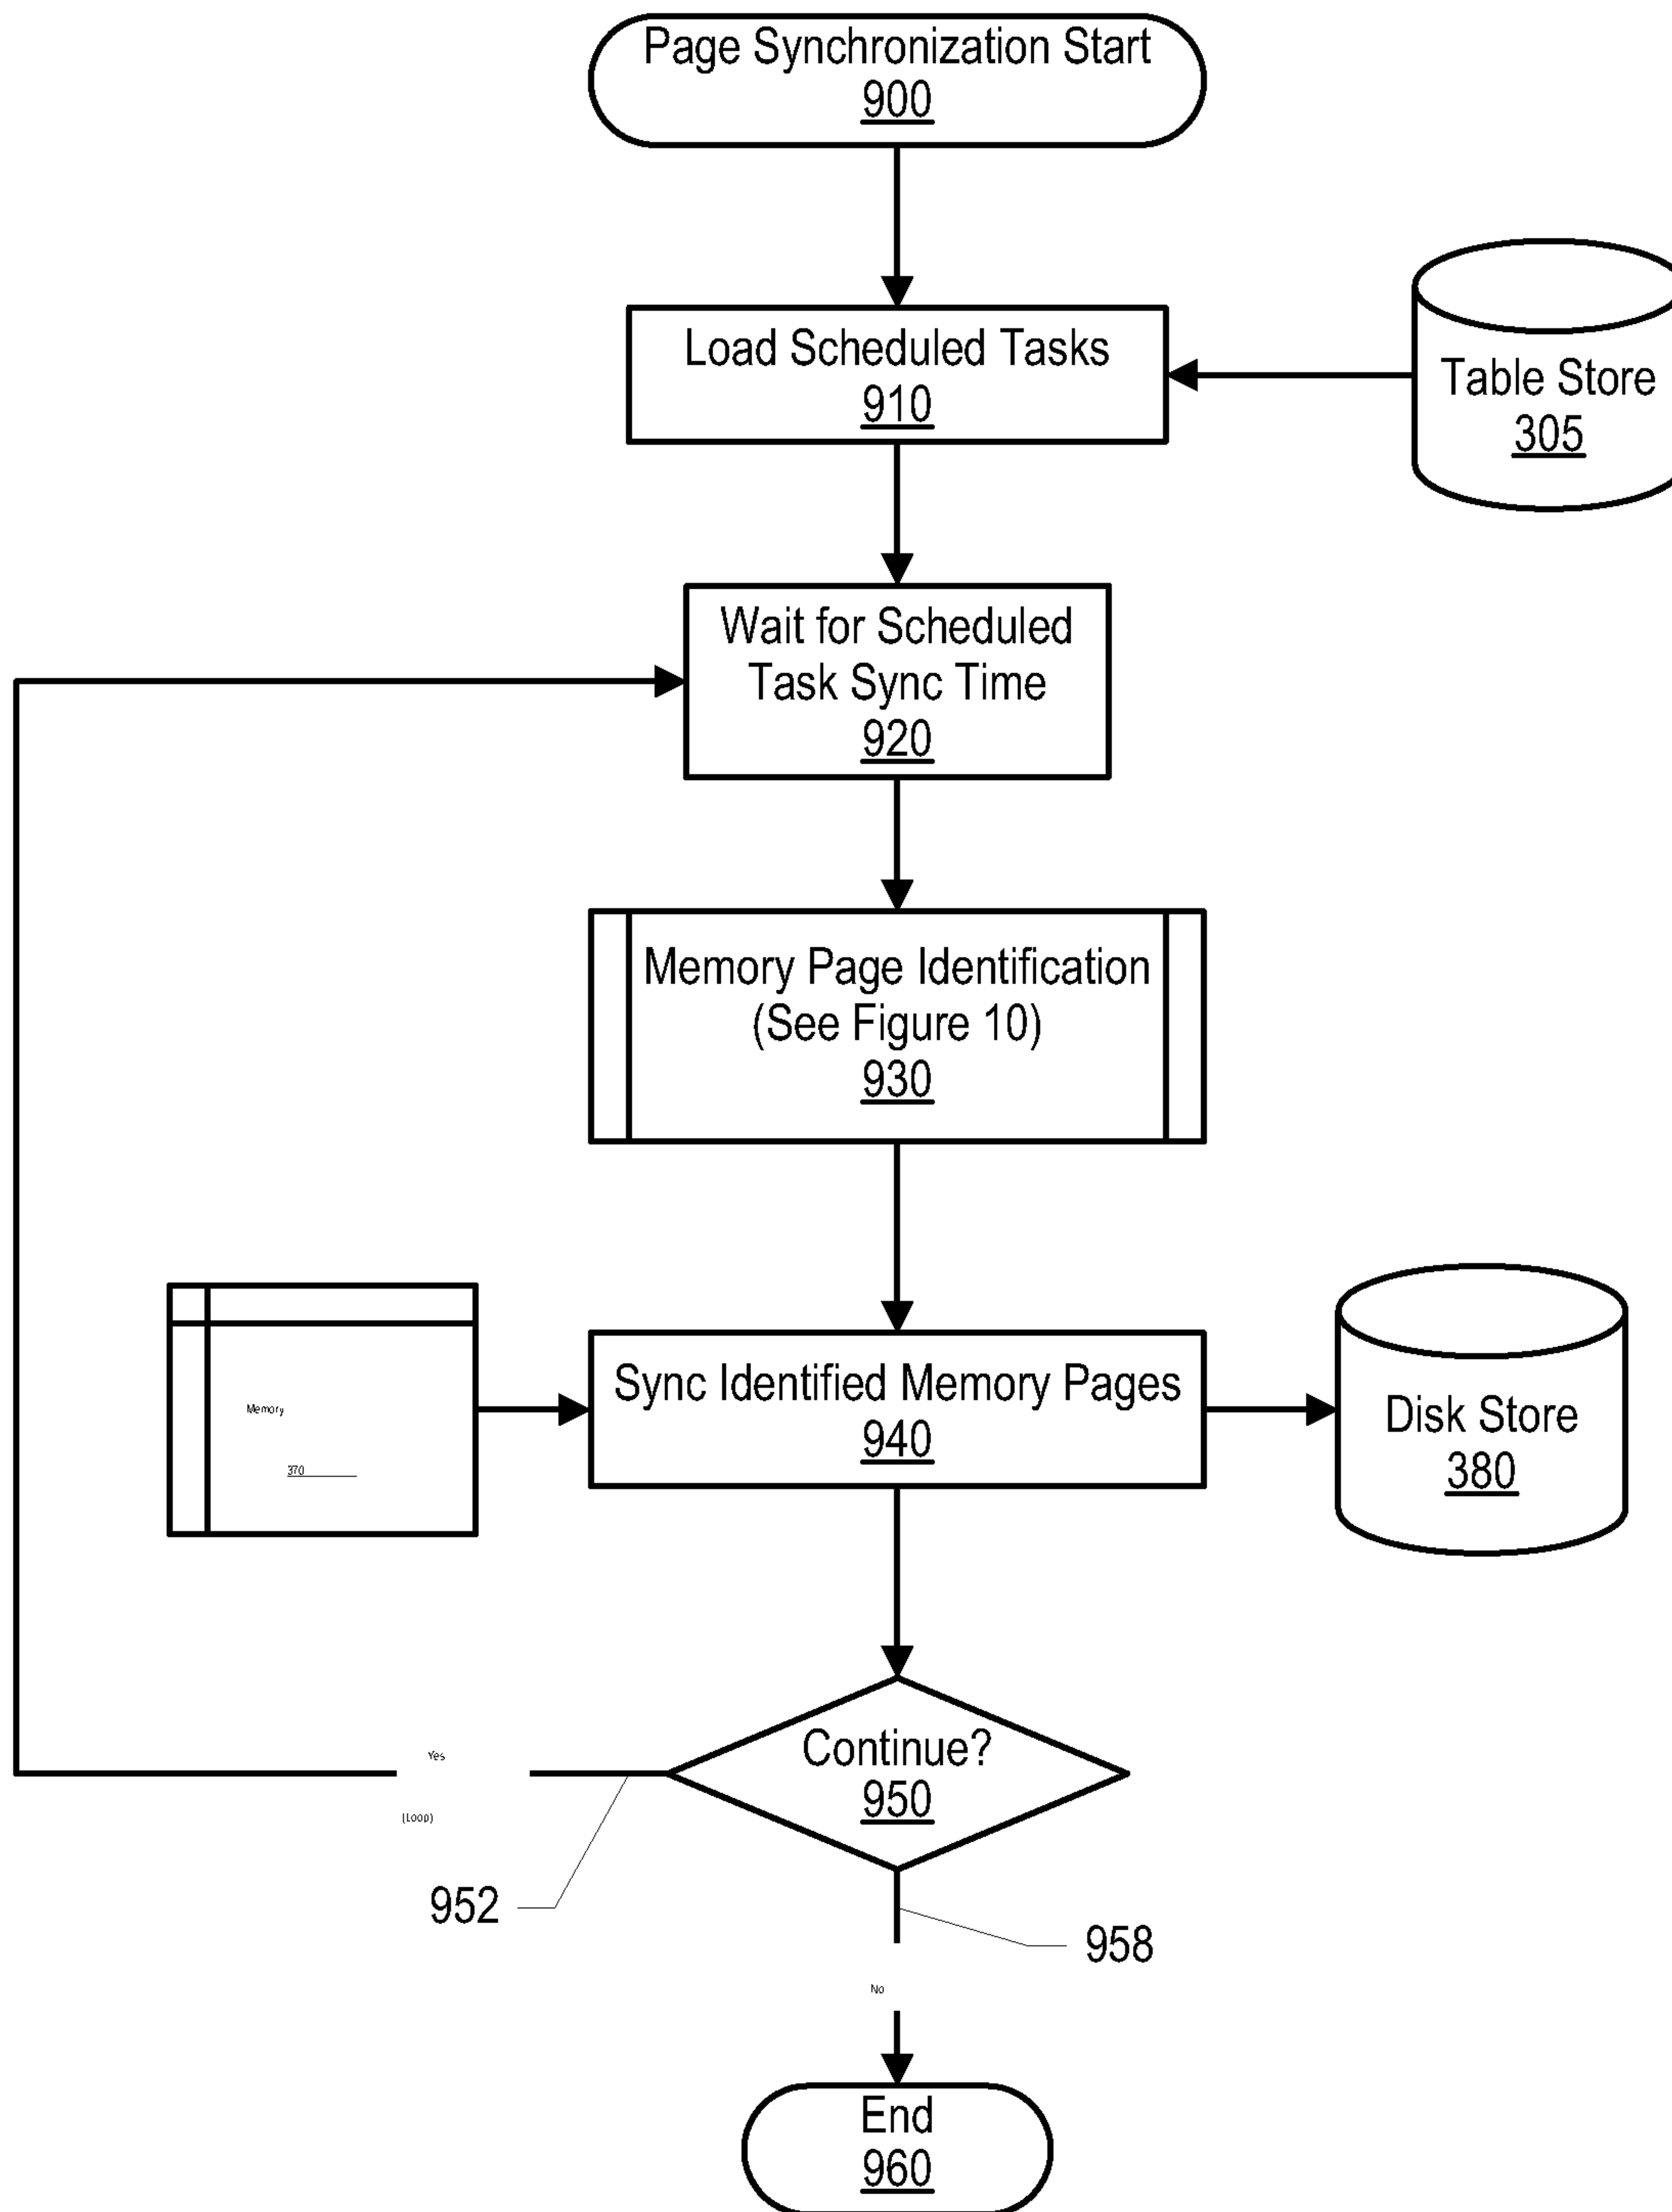 Page Synchronization Start
900
Load Scheduled Tasks
910
Table Store
305
Wait for Scheduled
Task Sync Time
920
Memory Page Identification
(See Figure 10)
930
Memory
370
Sync Identified Memory Pages
940
Disk Store
380
Continue?
950
Yes
(Loop)
952
958
No
End
960